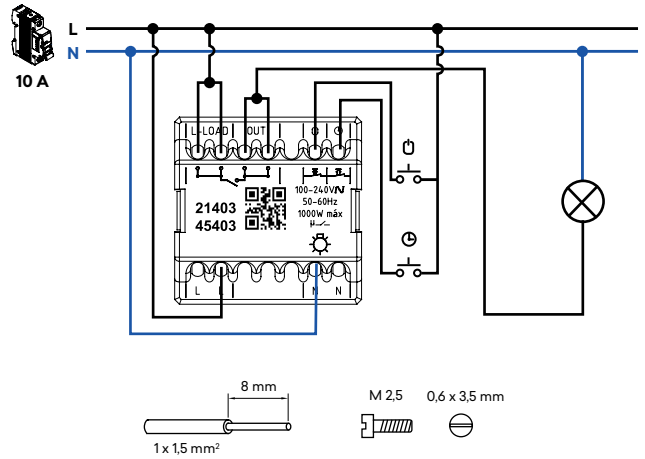 L
N
10 A
L-LOAD OUT
100-240V
50-60Hz
1000W máx
21403
45403
μ
L L N N
8 mm
1 x 1,5 mm²
M 2,5
0,6 x 3,5 mm